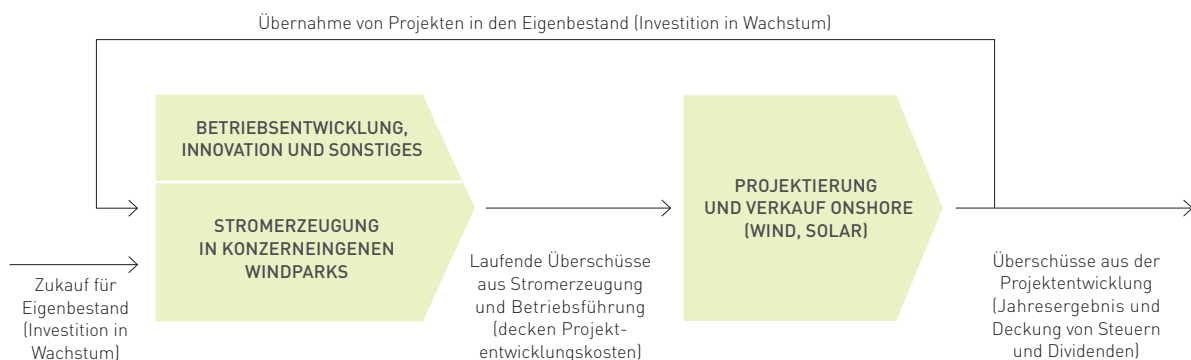 Übernahme von Projekten in den Eigenbestand (Investition in Wachstum)
BETRIEBSENTWICKLUNG,
INNOVATION UND SONSTIGES
STROMERZEUGUNG
IN KONZERNEINGENEN
WINDPARKS
PROJEKTIERUNG
UND VERKAUF ONSHORE
(WIND, SOLAR)
Zukauf für
Eigenbestand
(Investition in
Wachstum)
Laufende Überschüsse
aus Stromerzeugung
und Betriebsführung
(decken Projekt-
entwicklungskosten)
Überschüsse aus der
Projektentwicklung
(Jahresergebnis und
Deckung von Steuern
und Dividenden)